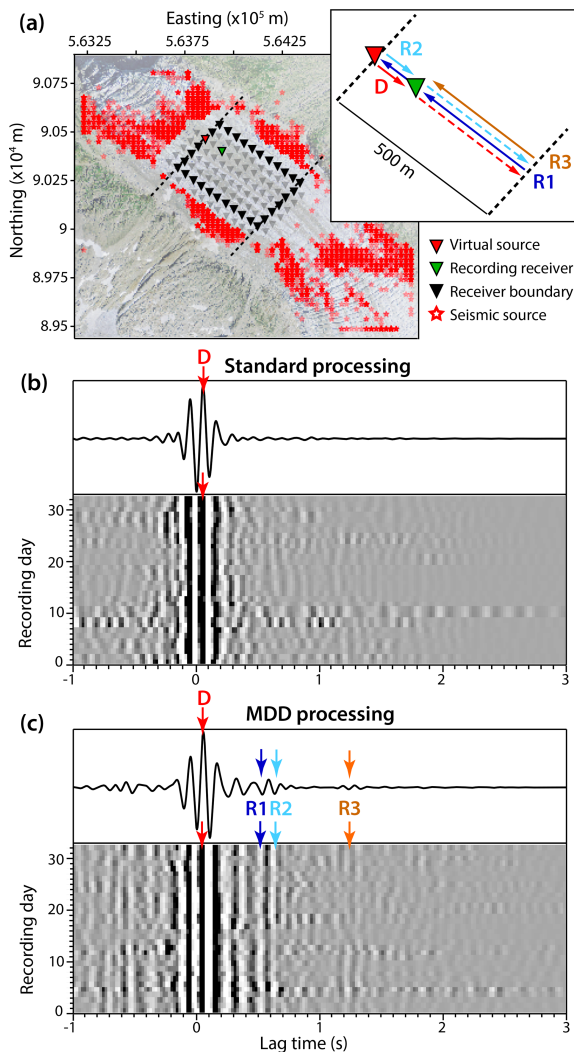 (a)
Easting (x10⁵ m)
5.6325 5.6375 5.6425
Northing (x10⁴ m)
9.075
9.05
9.025
9
8.975
8.95
R2
D
R3
R1
500 m
Virtual source
Recording receiver
Receiver boundary
Seismic source
(b)
D
Standard processing
Recording day
30
20
10
0
-1 0 1 2 3
(c)
D
MDD processing
R1 R2 R3
Recording day
30
20
10
0
-1 0 1 2 3
Lag time (s)